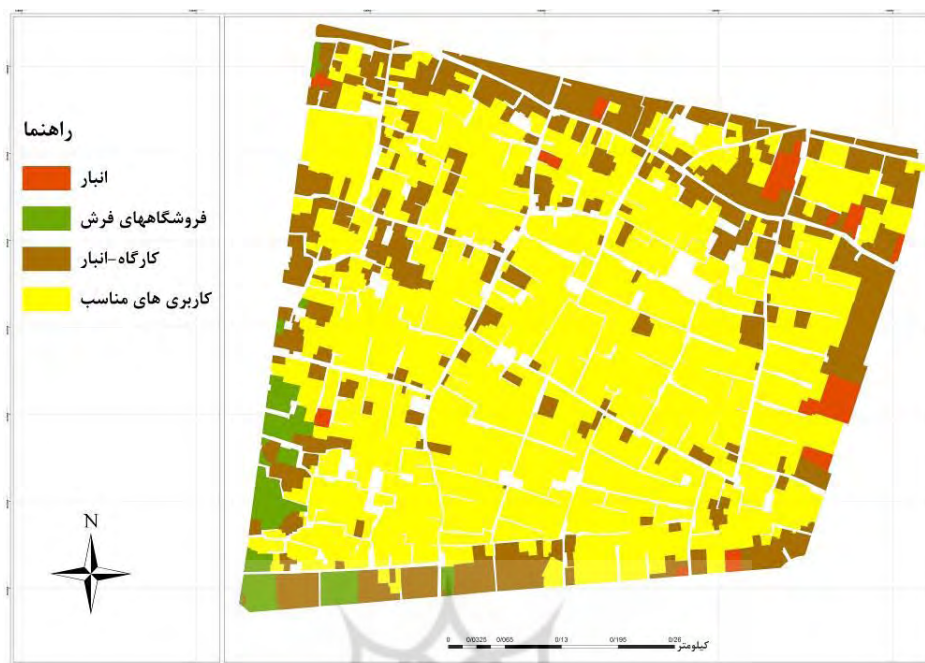 راهنما
انبار
فروشگاههای فرش
کارگاه-انبار
کاربری های مناسب
N
0 0/0325 0/065 0/13 0/195 0/26
کیلومتر